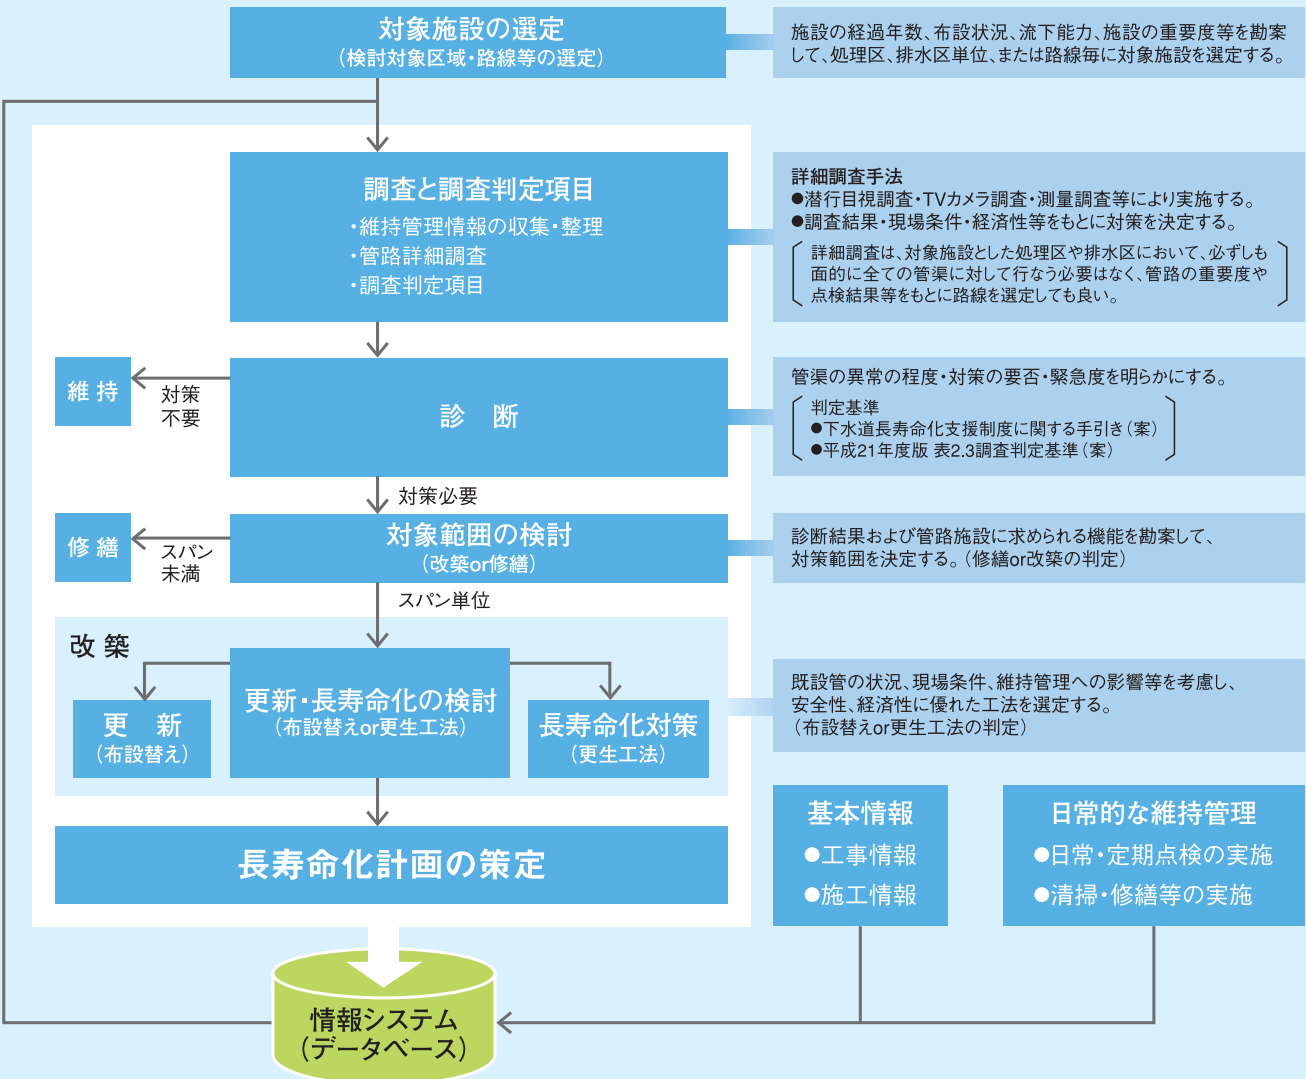 対象施設の選定
（検討対象区域・路線等の選定）
施設の経過年数、布設状況、流下能力、施設の重要度等を勘案
して、処理区、排水区単位、または路線毎に対象施設を選定する。
調査と調査判定項目
・維持管理情報の収集・整理
・管路詳細調査
・調査判定項目
詳細調査手法
●潜行目視調査・TVカメラ調査・測量調査等により実施する。
●調査結果・現場条件・経済性等をもとに対策を決定する。
詳細調査は、対象施設とした処理区や排水区において、必ずしも
面的に全ての管渠に対して行なう必要はなく、管路の重要度や
点検結果等をもとに路線を選定しても良い。
維 持
対策
不要
診　断
管渠の異常の程度・対策の要否・緊急度を明らかにする。
判定基準
●下水道長寿命化支援制度に関する手引き（案）
●平成21年度版 表2.3調査判定基準（案）
対策必要
修 繕
スパン
未満
対象範囲の検討
（改築or修繕）
診断結果および管路施設に求められる機能を勘案して、
対策範囲を決定する。（修繕or改築の判定）
スパン単位
改 築
更新・長寿命化の検討
（布設替えor更生工法）
更　新
（布設替え）
長寿命化対策
（更生工法）
既設管の状況、現場条件、維持管理への影響等を考慮し、
安全性、経済性に優れた工法を選定する。
（布設替えor更生工法の判定）
長寿命化計画の策定
基本情報
●工事情報
●施工情報
日常的な維持管理
●日常・定期点検の実施
●清掃・修繕等の実施
情報システム
（データベース）